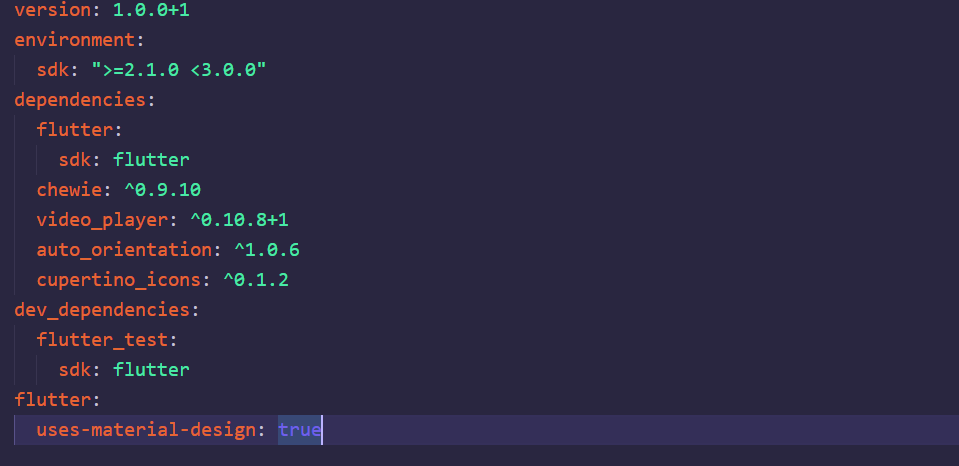 version: 1.0.0+1
environment:
  sdk: ">=2.1.0 <3.0.0"
dependencies:
  flutter:
    sdk: flutter
  chewie: ^0.9.10
  video_player: ^0.10.8+1
  auto_orientation: ^1.0.6
  cupertino_icons: ^0.1.2
dev_dependencies:
  flutter_test:
    sdk: flutter
flutter:
  uses-material-design: true